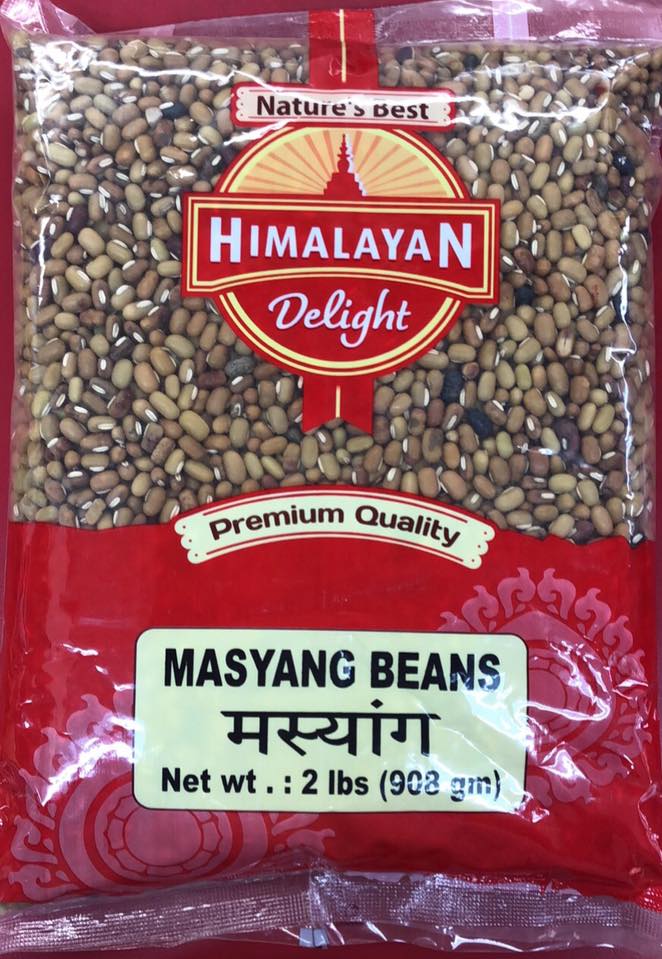 Nature's Best
HIMALAYAN
Delight
Premium Quality
MASYANG BEANS
मस्यांग
Net wt . : 2 lbs (908 gm)